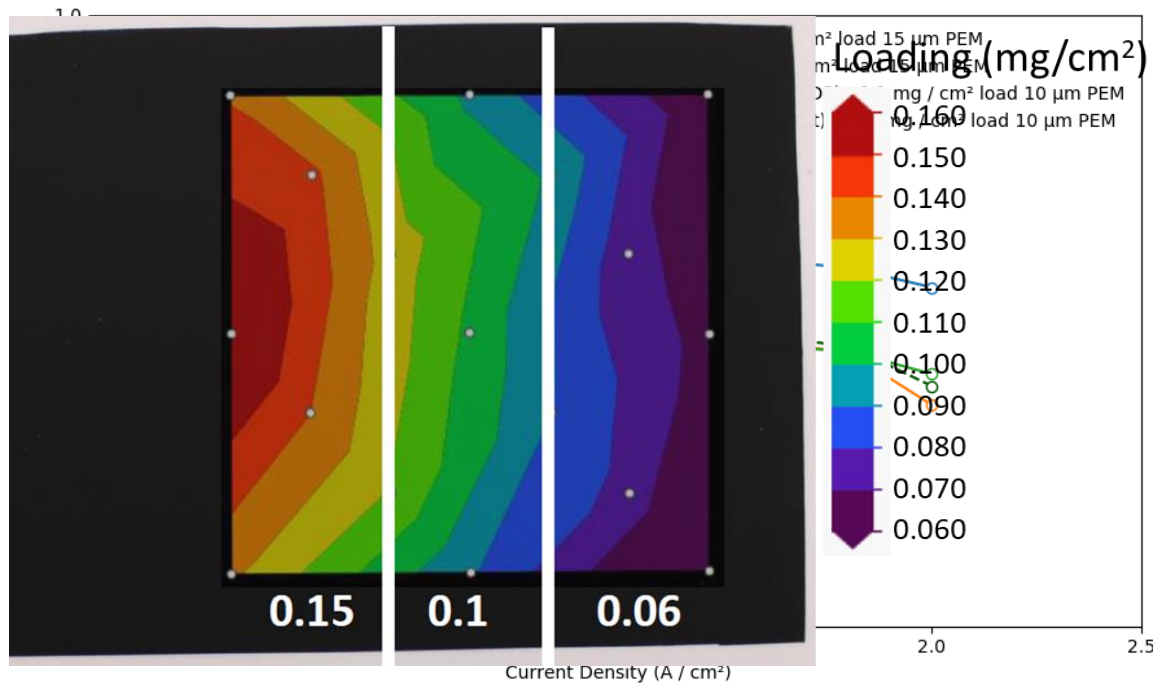 1.0
m² load 15 µm PEM
Loading (mg/cm²)
m² load 15 µm PEM
mg / cm² load 10 µm PEM
0.160
mg / cm² load 10 µm PEM
0.150
0.140
0.130
0.120
0.110
0.100
0.090
0.080
0.070
0.060
0.15 0.1 0.06
2.0 2.5
Current Density (A / cm²)